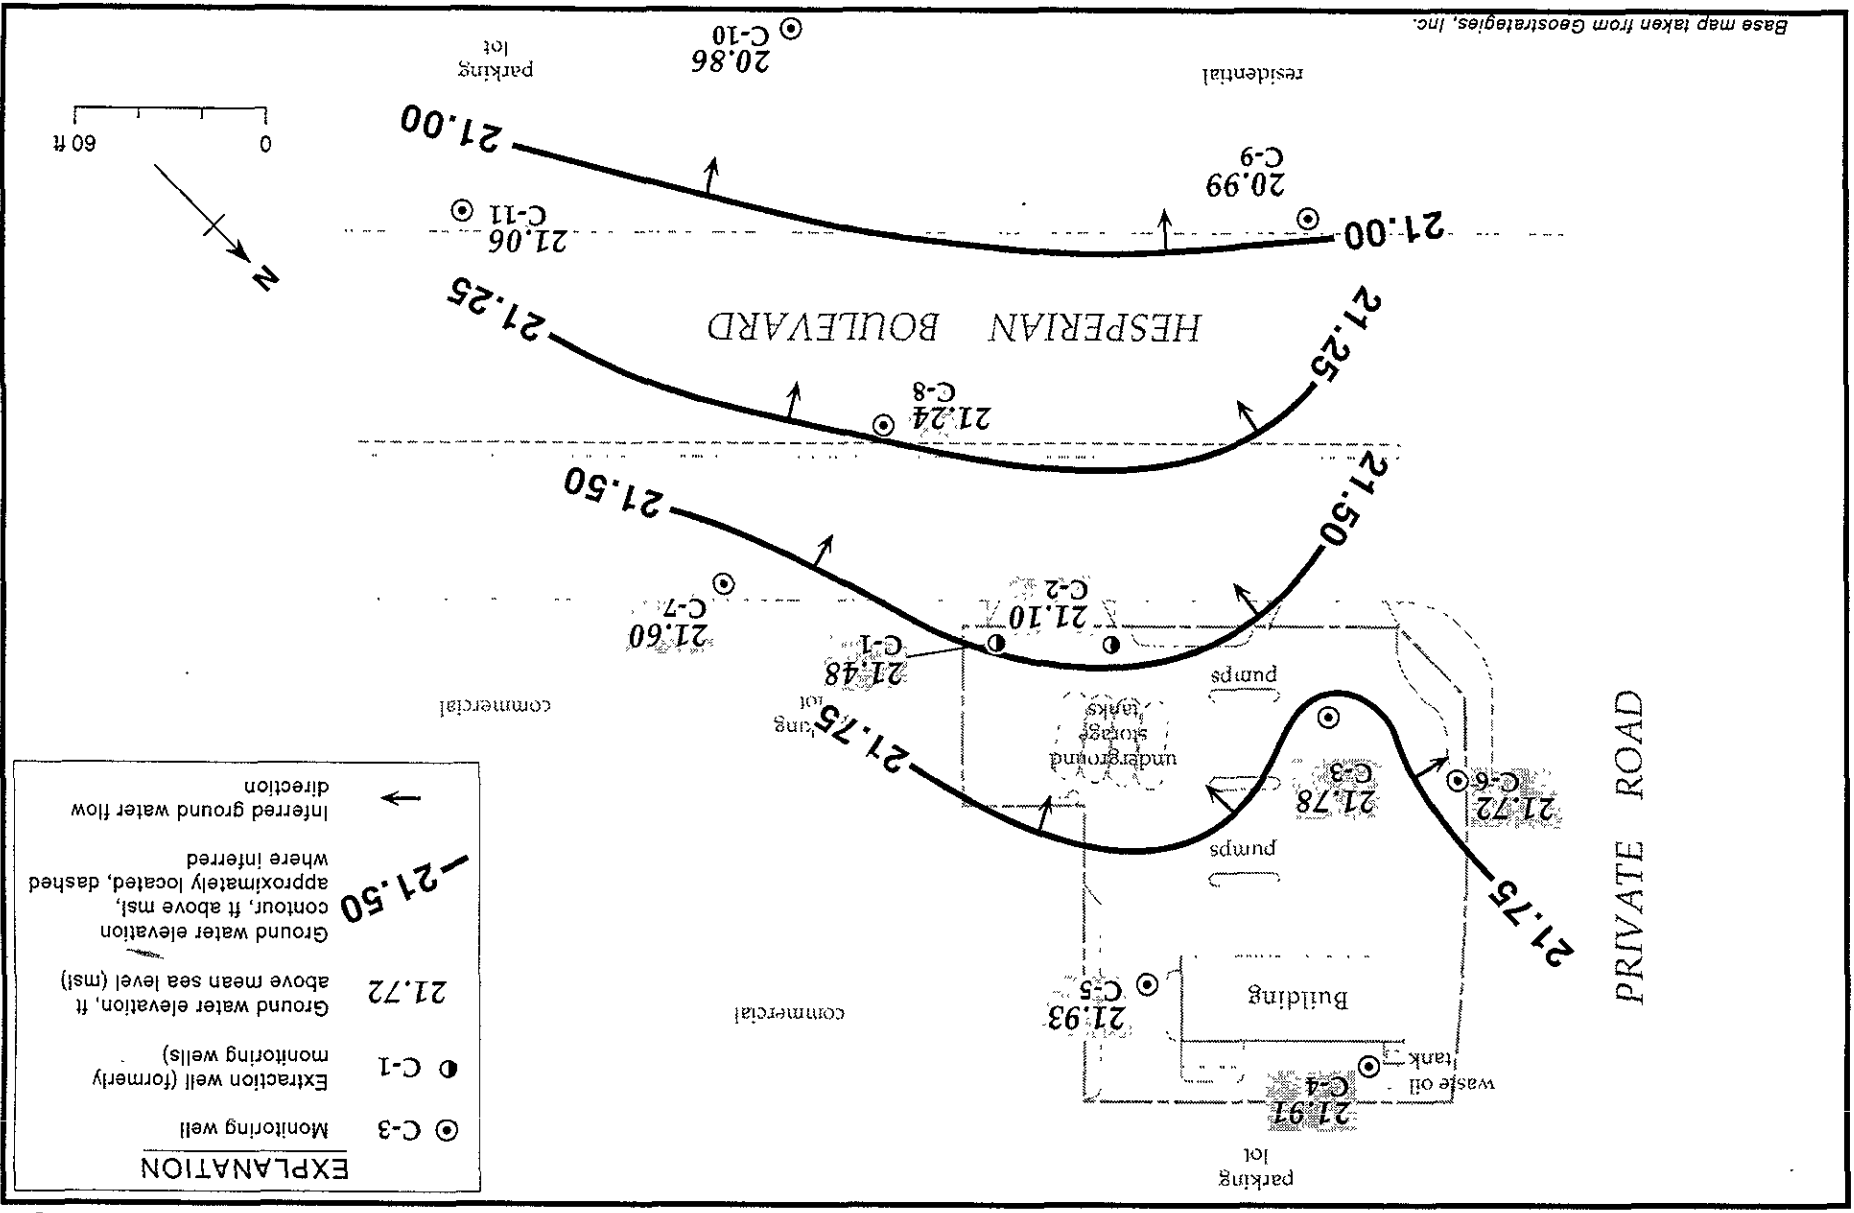 parking
lot
EXPLANATION
C-3 Monitoring well
C-1 Extraction well (formerly
monitoring wells)
21.72 Ground water elevation, ft
above mean sea level (msl)
21.50 Ground water elevation
contour, ft above msl,
approximately located, dashed
where inferred
Inferred ground water flow
direction
waste oil
tank
21.91
C-4
Building
21.93
C-5
commercial
PRIVATE ROAD
21.75
pumps
21.72
C-6
21.78
C-3
underground
storage
tanks
21.75
lot
commercial
pumps
21.48
C-1
21.10
C-2
21.60
C-7
21.50
21.50
21.24
C-8
HESPERIAN BOULEVARD
21.25
21.25
21.00
21.06
C-11
20.99
C-9
21.00
N
0 60 ft
residential
20.86
C-10
parking
lot
Base map taken from Geostrategies, Inc.